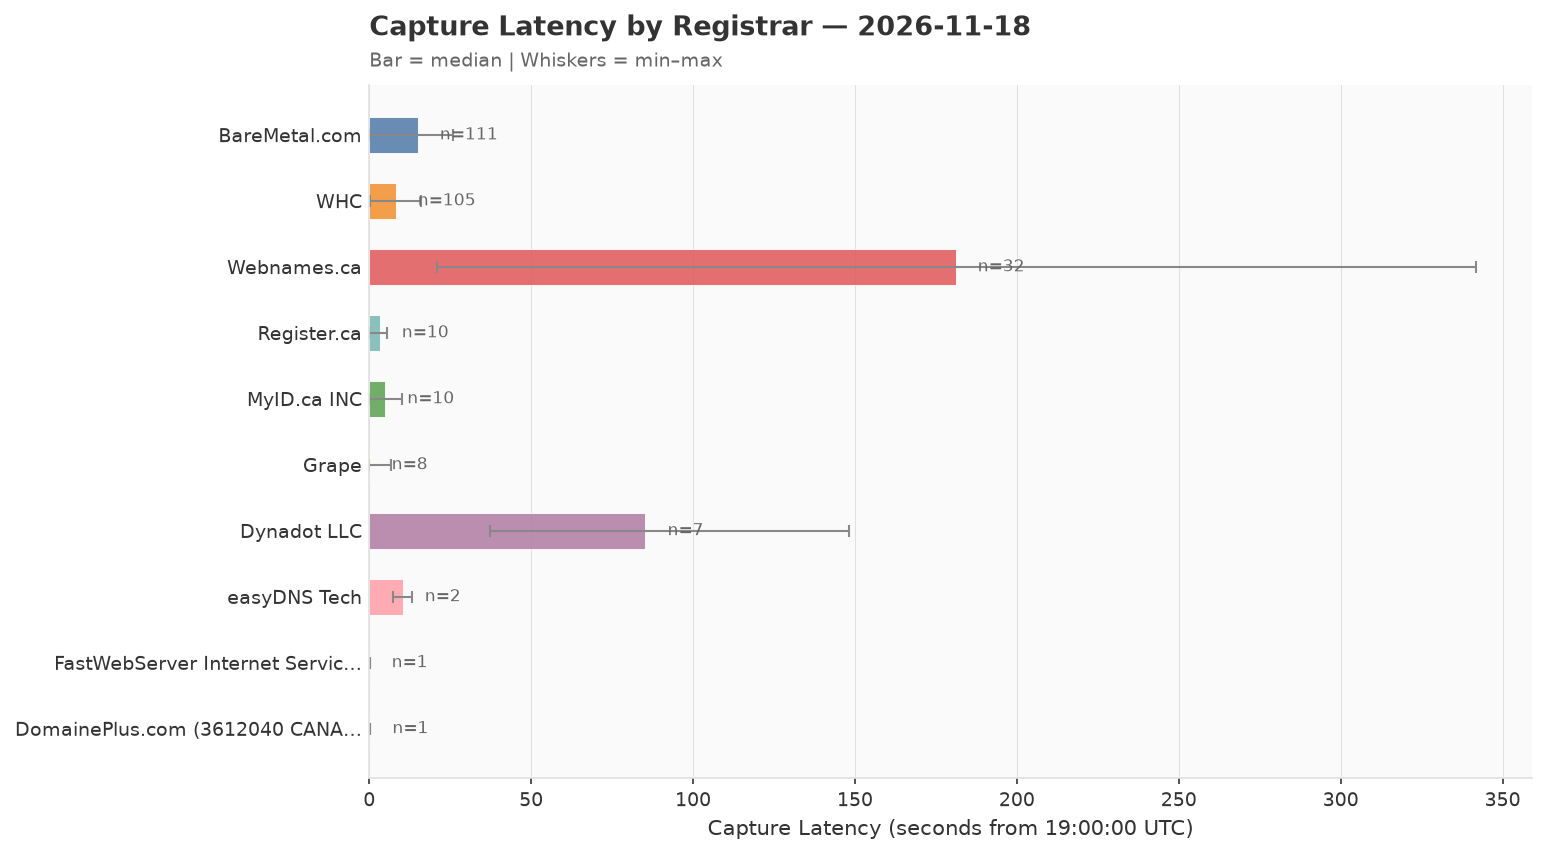 Capture Latency by Registrar — 2026-11-18
Bar = median | Whiskers = min–max
BareMetal.com
n=111
WHC
n=105
Webnames.ca
n=32
Register.ca
n=10
MyID.ca INC
n=10
Grape
n=8
Dynadot LLC
n=7
easyDNS Tech
n=2
FastWebServer Internet Servic...
n=1
DomainePlus.com (3612040 CANA...
n=1
0 50 100 150 200 250 300 350
Capture Latency (seconds from 19:00:00 UTC)